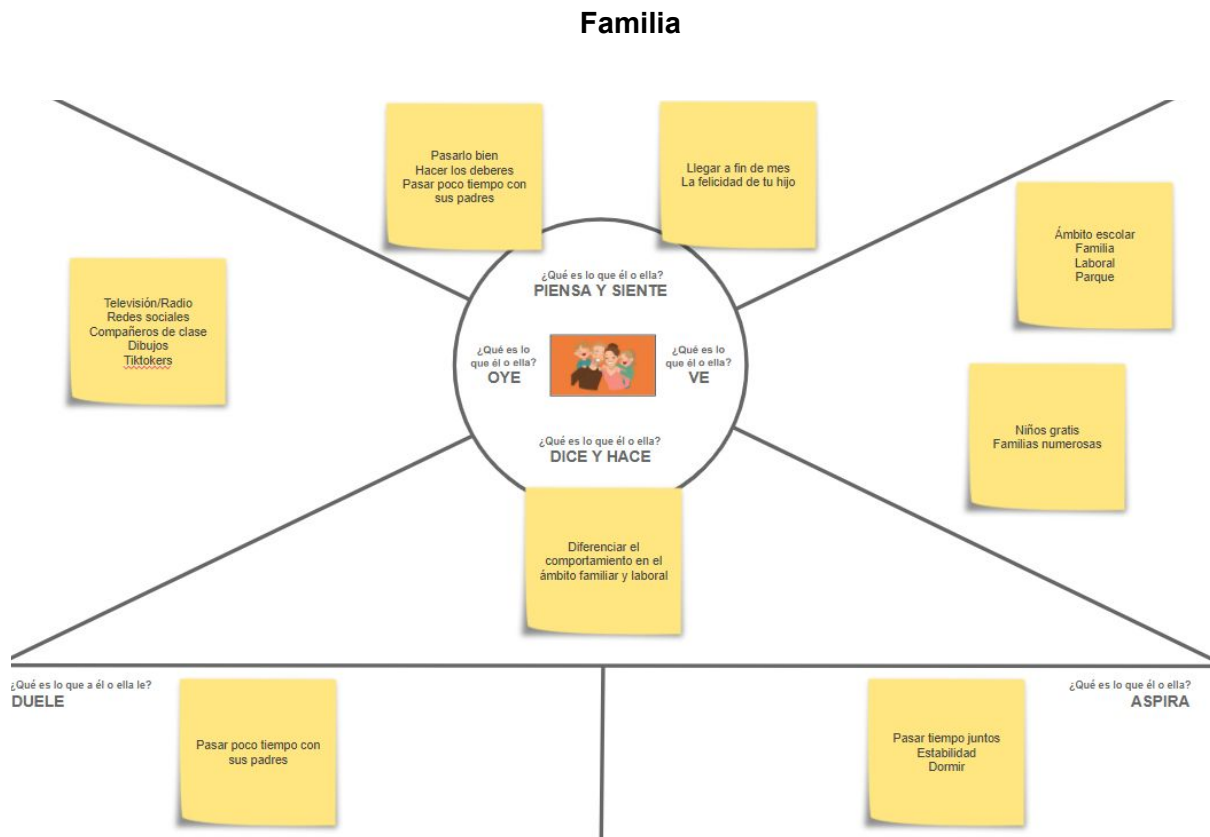 Familia
Pasarlo bien
Hacer los deberes
Pasar poco tiempo con
sus padres
Llegar a fin de mes
La felicidad de tu hijo
Ámbito escolar
Familia
Laboral
Parque
Televisión/Radio
Redes sociales
Compañeros de clase
Dibujos
Tiktokers
¿Qué es lo que él o ella?
PIENSA Y SIENTE
¿Qué es lo
que él o ella?
OYE
¿Qué es lo
que él o ella?
VE
¿Qué es lo que él o ella?
DICE Y HACE
Niños gratis
Familias numerosas
Diferenciar el
comportamiento en el
ámbito familiar y laboral
¿Qué es lo que a él o ella le?
DUELE
Pasar poco tiempo con
sus padres
¿Qué es lo que él o ella?
ASPIRA
Pasar tiempo juntos
Estabilidad
Dormir